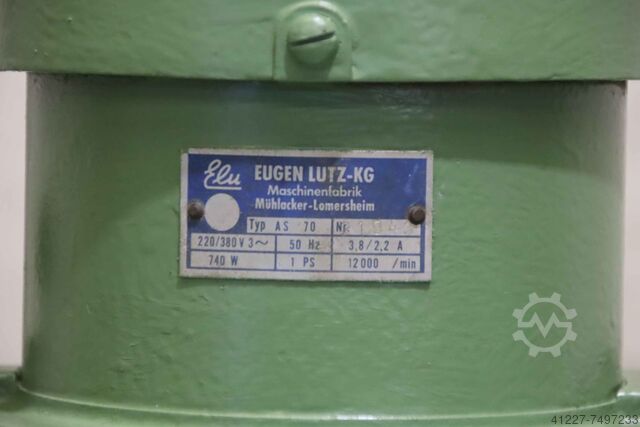 Elu EUGEN LUTZ-KG
Maschinenfabrik
Mühlacker-Lomersheim
Typ AS 70 Nr
220/380 V 3~ 50 Hz 3,8/2,2 A
740 W 1 PS 12000 /min
41227-7497233